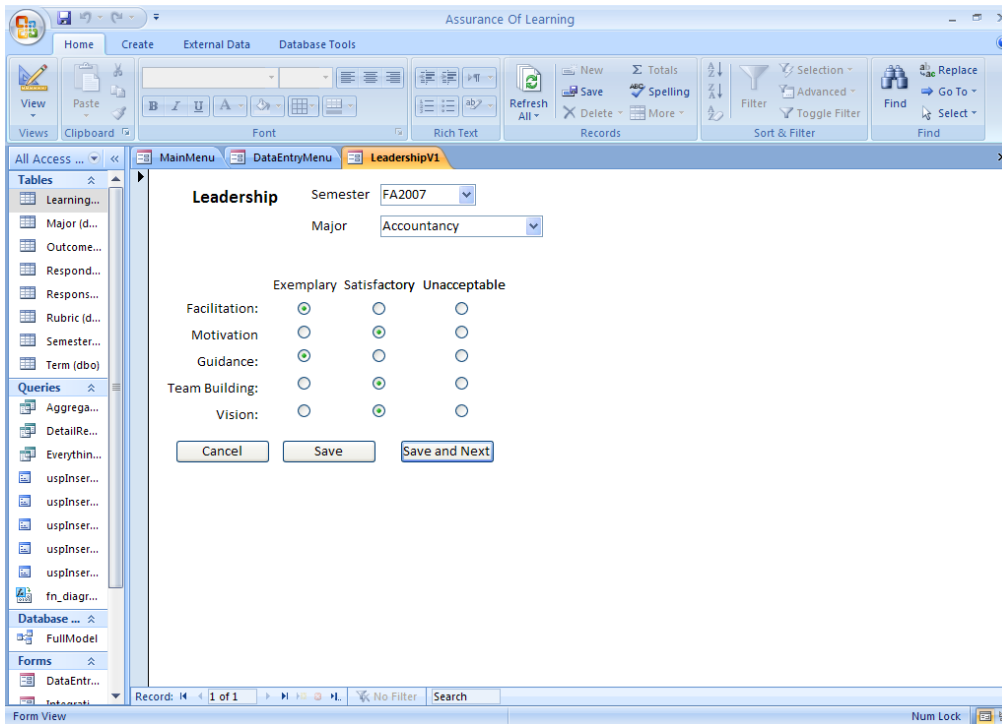 Assurance Of Learning
Home Create External Data Database Tools
View Paste B I U A Refresh All New Save Delete Totals Spelling More Filter Selection Advanced Toggle Filter Find Replace Go To Select
Views Clipboard Font Rich Text Records Sort & Filter Find
All Access ... MainMenu DataEntryMenu LeadershipV1
Tables
Learning...
Major (d...
Outcome...
Respond...
Respons...
Rubric (d...
Semester...
Term (dbo)
Queries
Aggrega...
DetailRe...
Everythin...
uspInser...
uspInser...
uspInser...
uspInser...
uspInser...
fn_diagr...
Database ...
FullModel
Forms
DataEntr...
Leadership Semester FA2007
Major Accountancy
Exemplary Satisfactory Unacceptable
Facilitation:
Motivation
Guidance:
Team Building:
Vision:
Cancel Save Save and Next
Record: 1 of 1 No Filter Search
Form View Num Lock